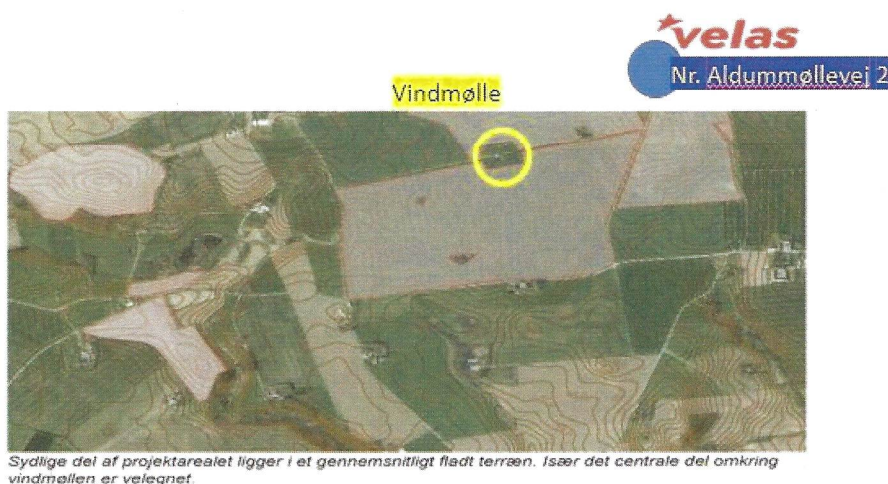 velas
Nr. Aldummøllevej 2
Vindmølle
Sydlige del af projektarealet ligger i et gennemsnitligt fladt terræn. Især det centrale del omkring
vindmøllen er velegnet.